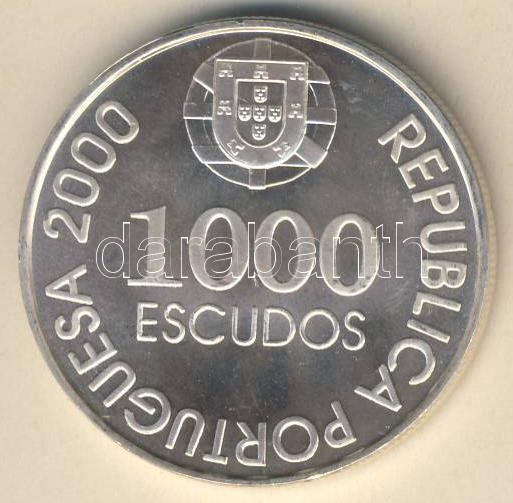 REPUBLICA PORTUGUESA 2000
1000
ESCUDOS
darabanth